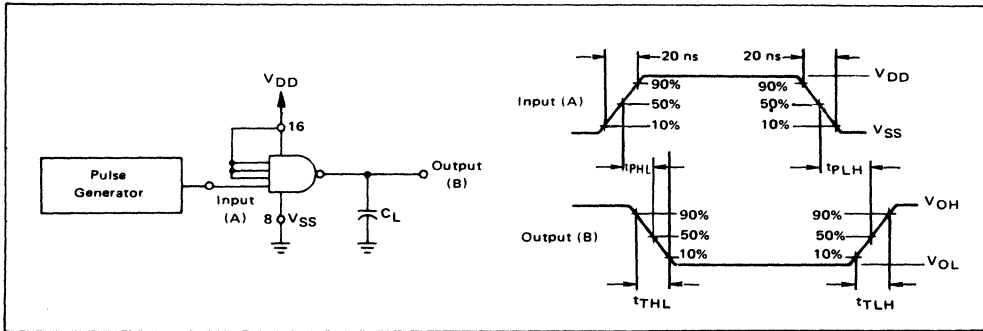 VDD
16
Pulse
Generator
Input
(A)
8
VSS
CL
Output
(B)
20 ns
20 ns
VDD
90%
90%
Input (A)
50%
50%
10%
10%
VSS
tPHL
tPLH
VOH
90%
90%
Output (B)
50%
50%
10%
10%
VOL
tTHL
tTLH